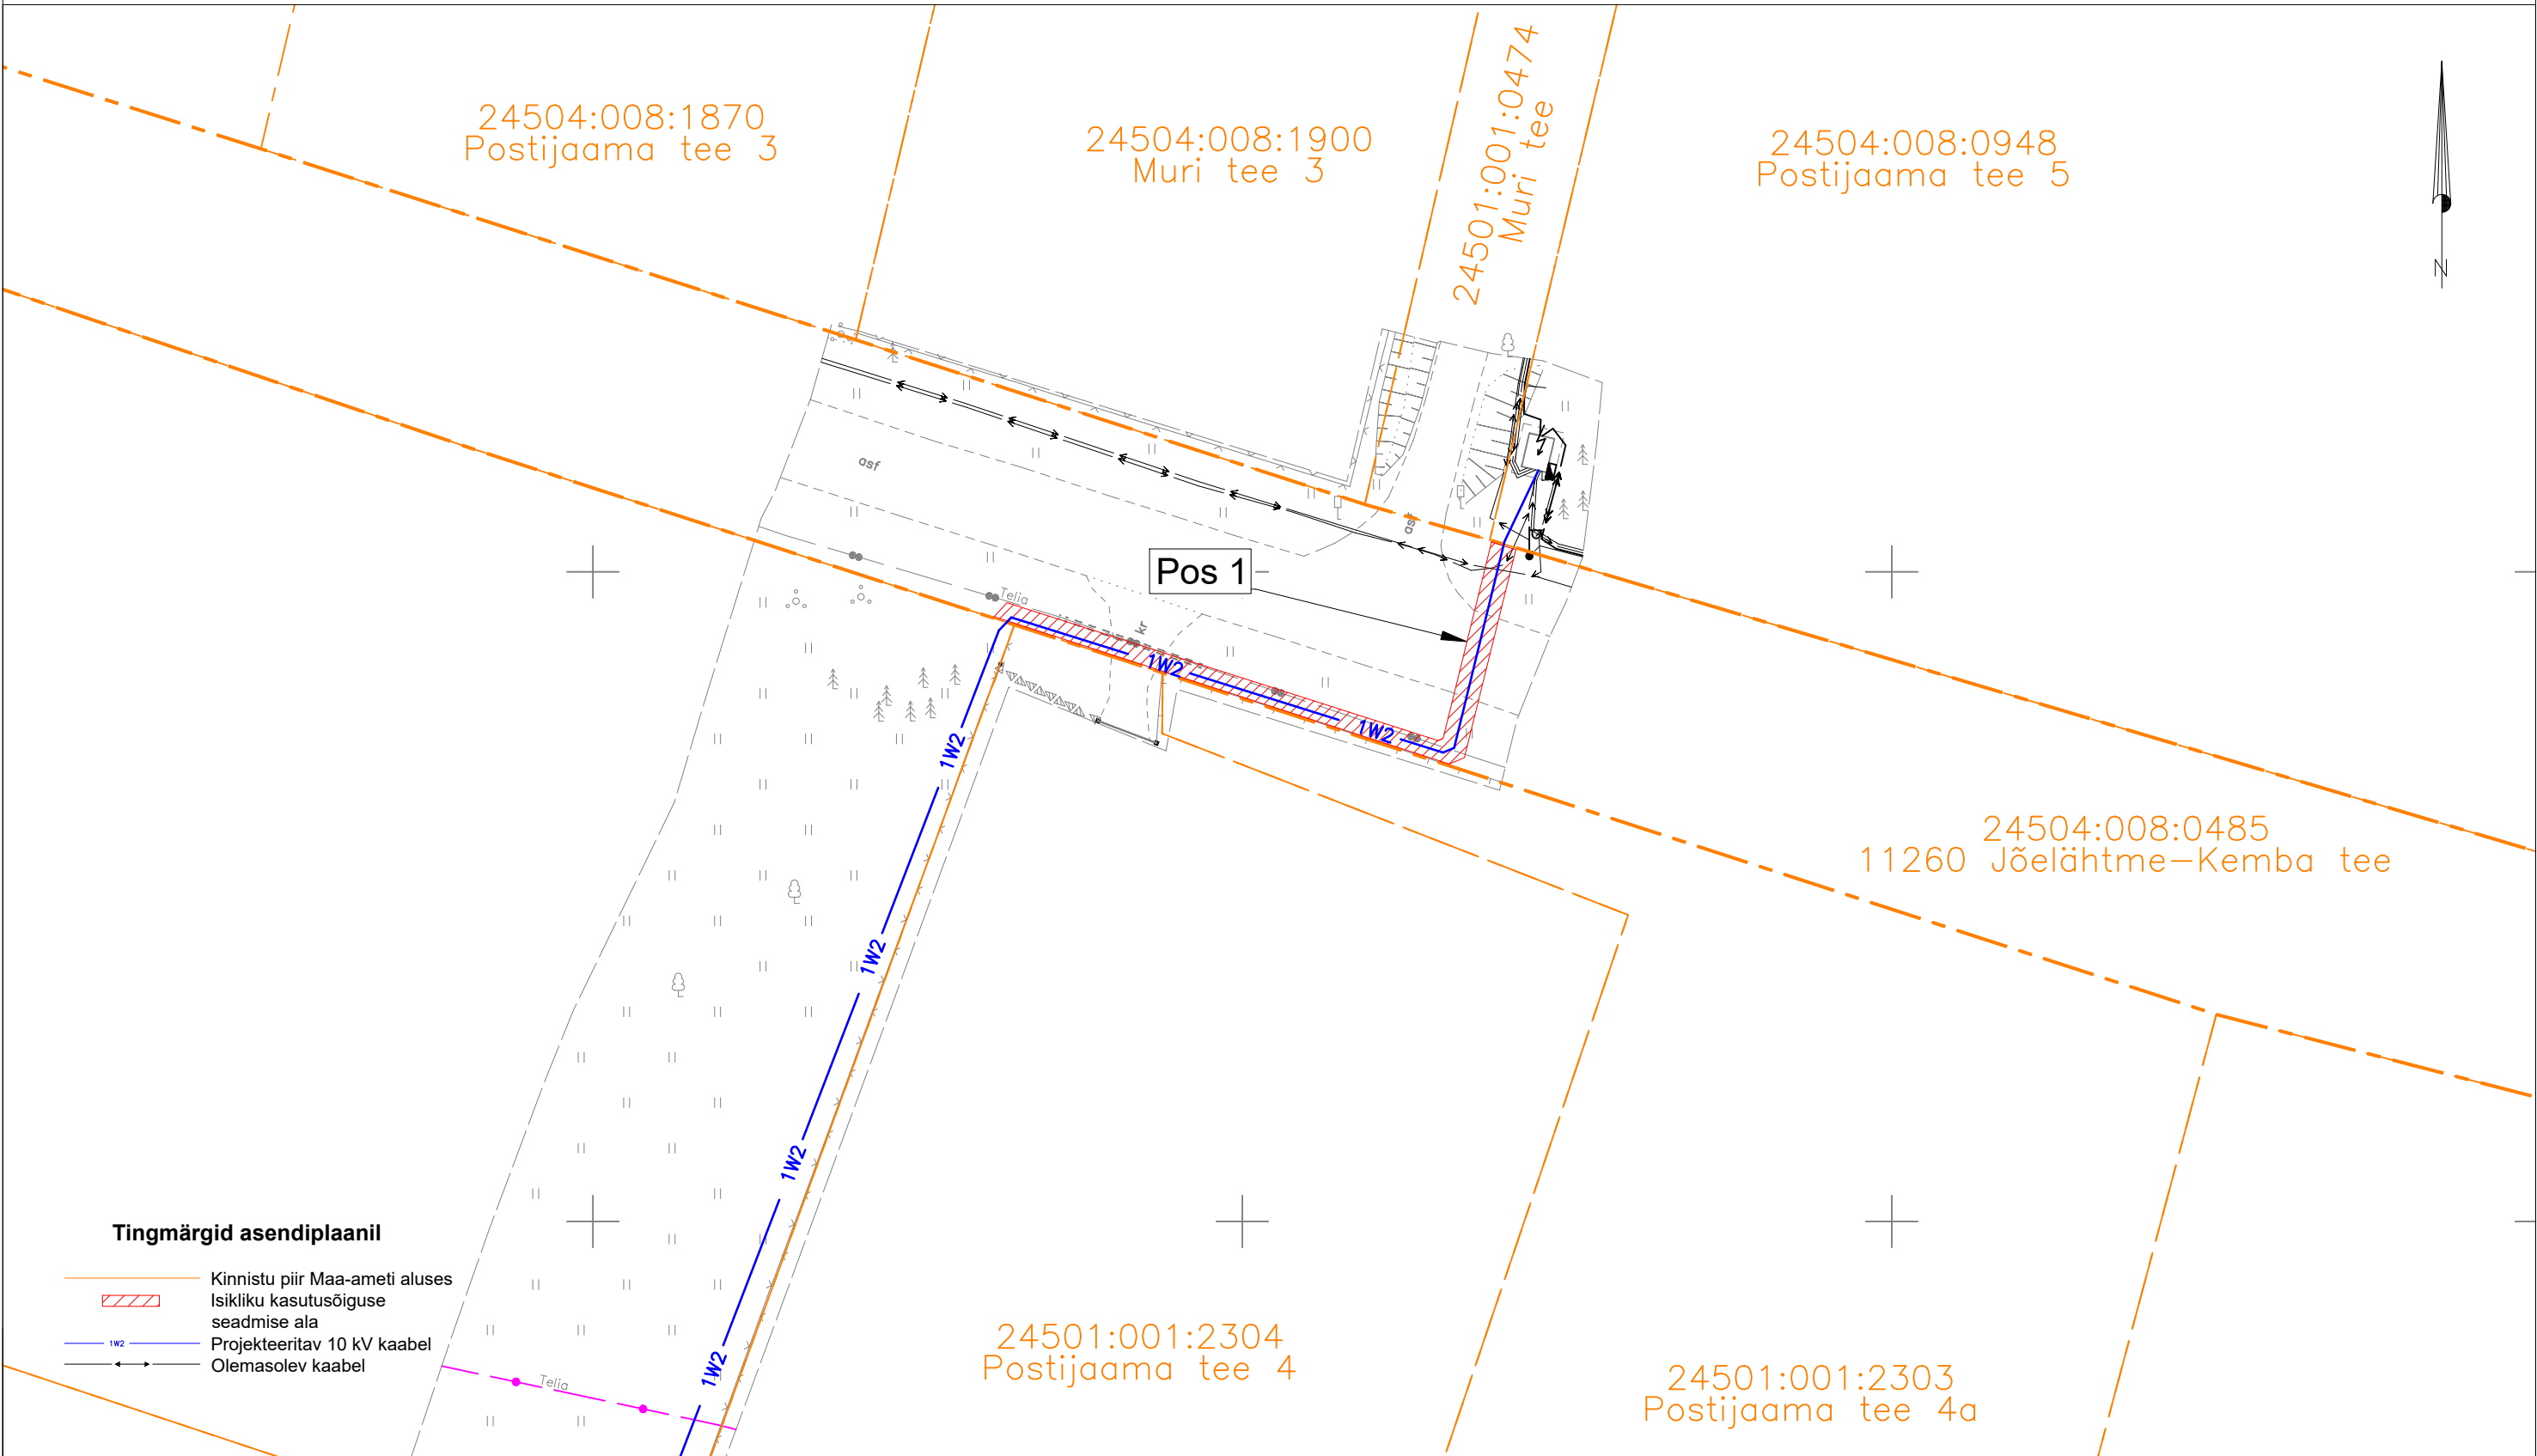 24504:008:1870
Postijaama tee 3
24504:008:1900
Muri tee 3
24501:001:0474
Muri tee
24504:008:0948
Postijaama tee 5
N
asf
asf
Pos 1
Telia
kr
1W2
1W2
1W2
24504:008:0485
11260 Jõelähtme-Kemba tee
1W2
1W2
1W2
Tingmärgid asendiplaanil
Kinnistu piir Maa-ameti aluses
Isikliku kasutusõiguse
seadmise ala
1W2
Projekteeritav 10 kV kaabel
Olemasolev kaabel
Telia
24501:001:2304
Postijaama tee 4
24501:001:2303
Postijaama tee 4a